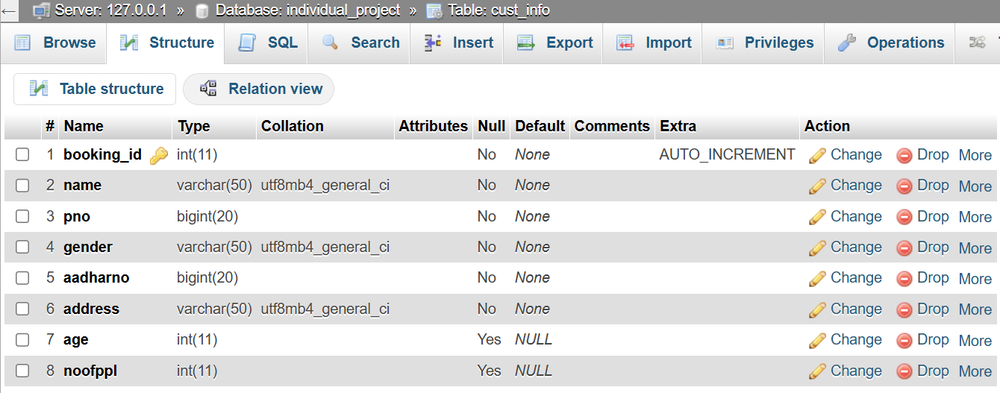 ← Server: 127.0.0.1 » Database: individual_project » Table: cust_info
Browse Structure SQL Search Insert Export Import Privileges Operations
Table structure Relation view
# Name Type Collation Attributes Null Default Comments Extra Action
1 booking_id int(11) No None AUTO_INCREMENT Change Drop More
2 name varchar(50) utf8mb4_general_ci No None Change Drop More
3 pno bigint(20) No None Change Drop More
4 gender varchar(50) utf8mb4_general_ci No None Change Drop More
5 aadharno bigint(20) No None Change Drop More
6 address varchar(50) utf8mb4_general_ci No None Change Drop More
7 age int(11) Yes NULL Change Drop More
8 noofppl int(11) Yes NULL Change Drop More